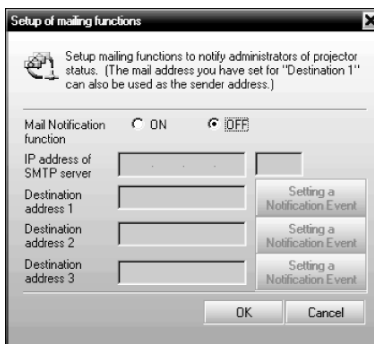 Setup of mailing functions
Setup mailing functions to notify administrators of projector
status. (The mail address you have set for "Destination 1"
can also be used as the sender address.)
Mail Notification
function
ON
OFF
IP address of
SMTP server
Destination
address 1
Setting a
Notification Event
Destination
address 2
Setting a
Notification Event
Destination
address 3
Setting a
Notification Event
OK
Cancel